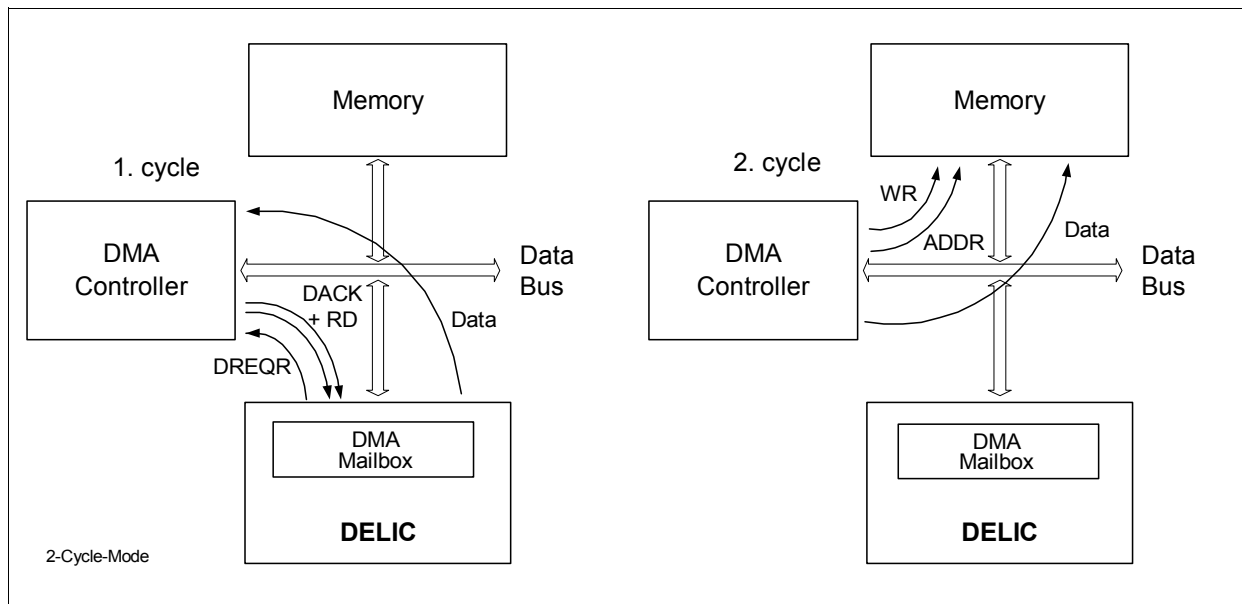 Memory
1. cycle
DMA
Controller
Data
Bus
DACK
+ RD
Data
DREQR
DMA
Mailbox
DELIC
2-Cycle-Mode
Memory
2. cycle
WR
ADDR
Data
DMA
Controller
Data
Bus
DMA
Mailbox
DELIC